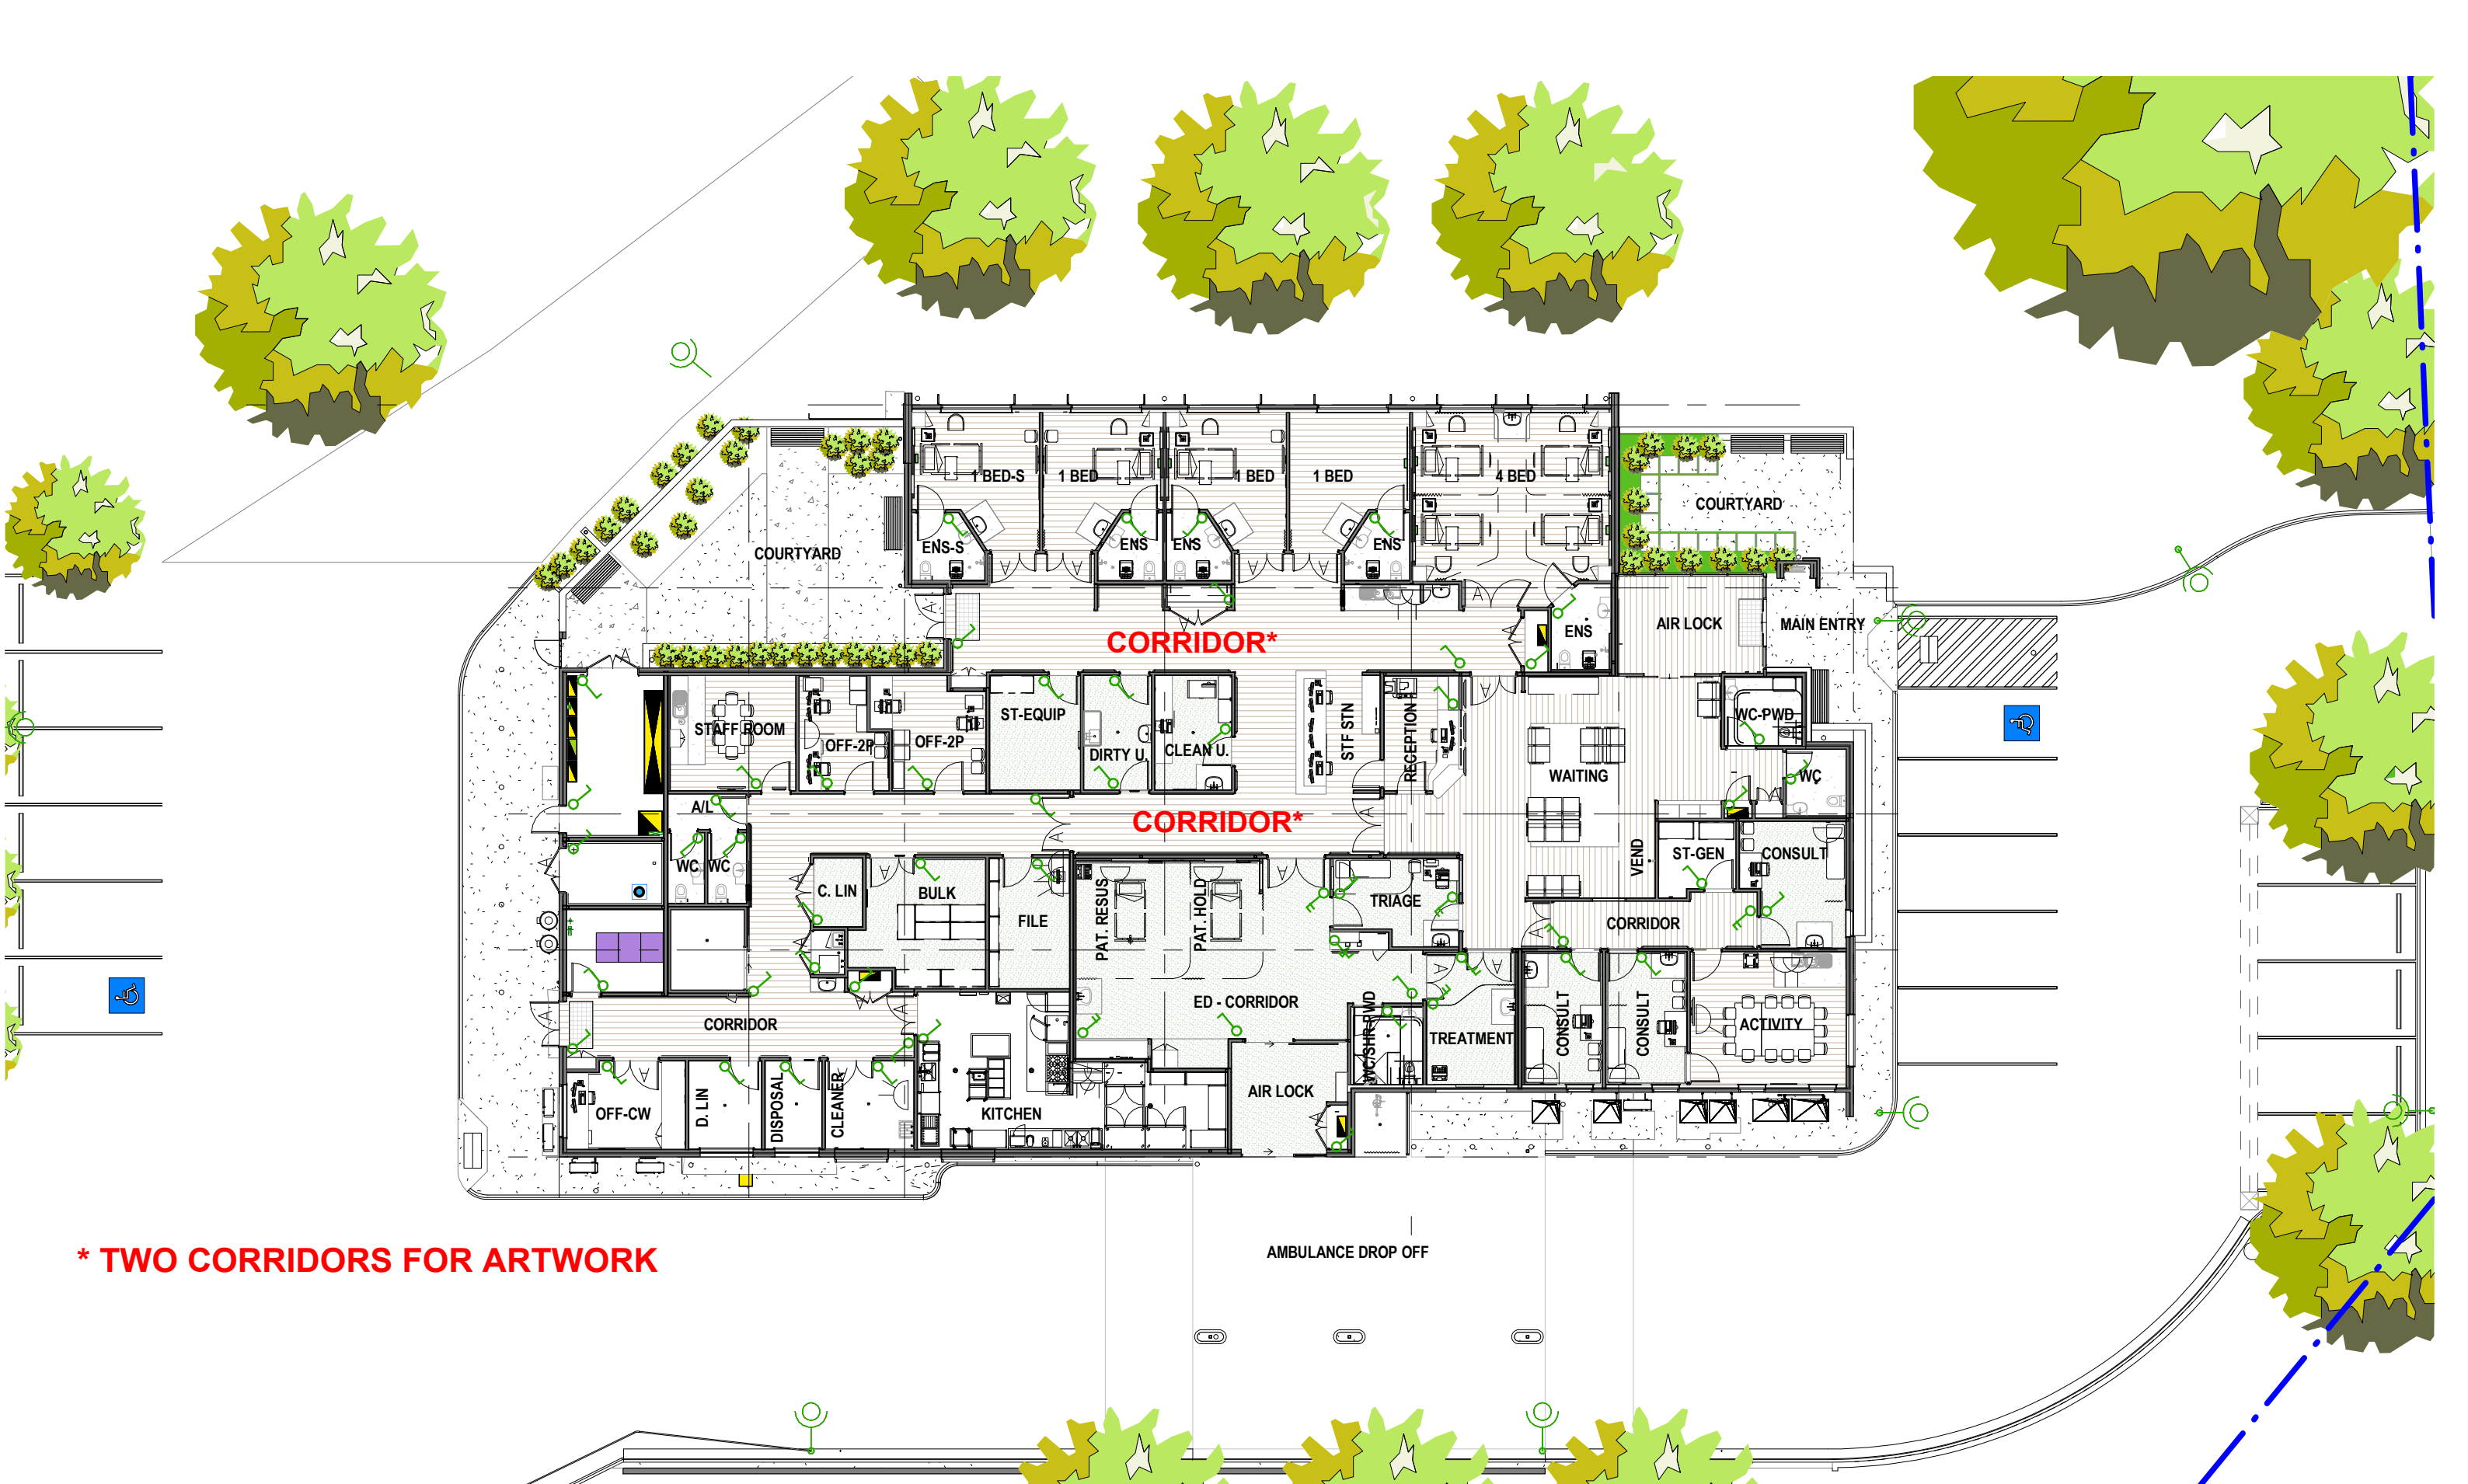 1 BED-S
1 BED
1 BED
1 BED
4 BED
COURTYARD
COURTYARD
ENS-S
ENS
ENS
ENS
ENS
AIR LOCK
MAIN ENTRY
CORRIDOR*
STAFF ROOM
OFF-2P
OFF-2P
ST-EQUIP
DIRTY U.
CLEAN U.
STF STN
RECEPTION
WAITING
WC-PWD
WC
A/L
CORRIDOR*
WC
WC
C. LIN
BULK
FILE
PAT. RESUS
PAT. HOLD
TRIAGE
VEND
ST-GEN
CONSULT
CORRIDOR
ED - CORRIDOR
CORRIDOR
WC/SHR-PWD
TREATMENT
CONSULT
CONSULT
ACTIVITY
OFF-CW
D. LIN
DISPOSAL
CLEANER
KITCHEN
AIR LOCK
AMBULANCE DROP OFF
* TWO CORRIDORS FOR ARTWORK